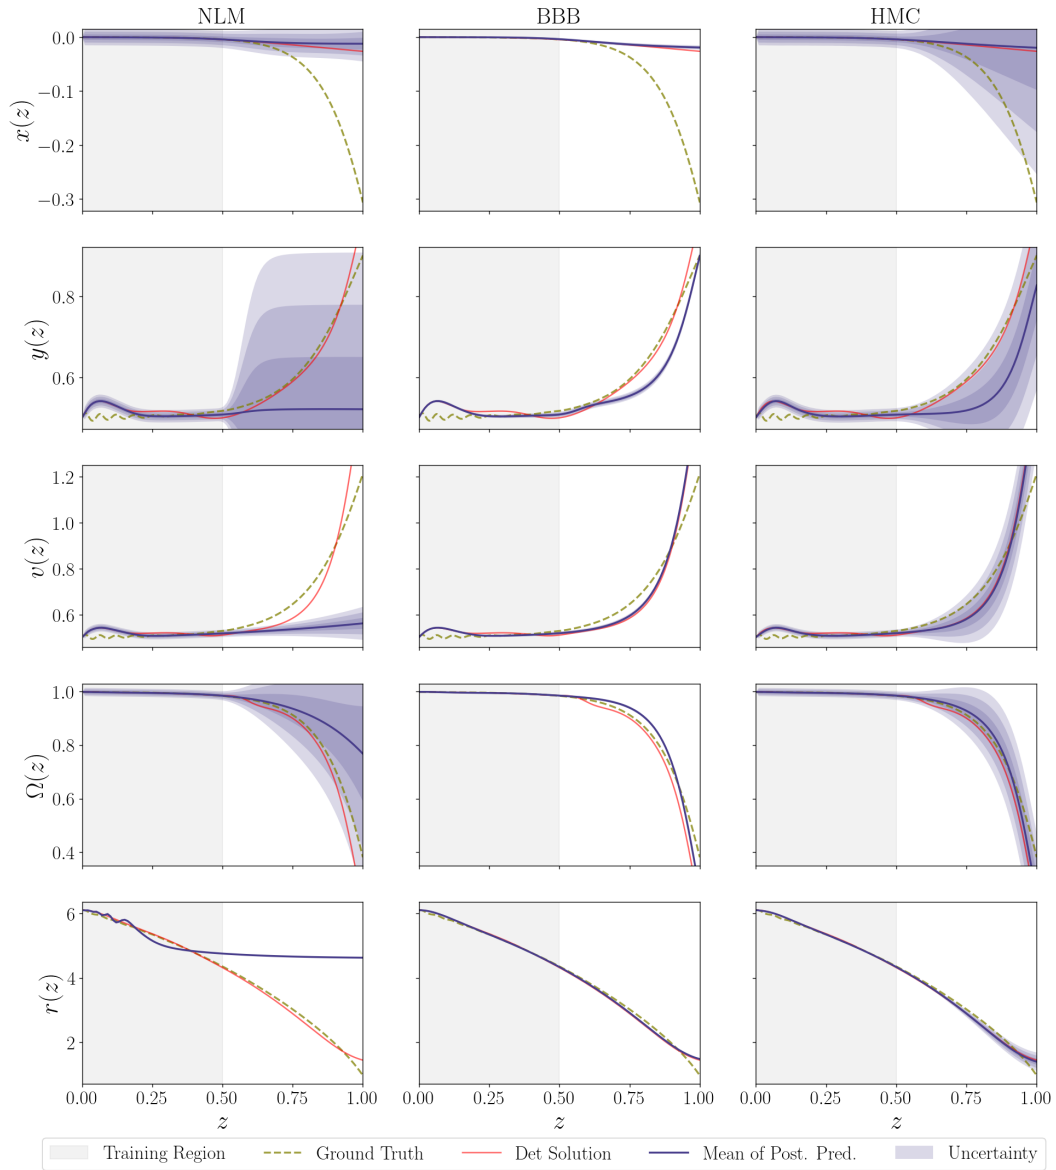 NLM BBB HMC
0.0
−0.1
−0.2
−0.3
x(z)
0.8
0.6
y(z)
1.2
1.0
0.8
0.6
v(z)
1.0
0.8
0.6
0.4
Ω(z)
6
4
2
r(z)
0.00 0.25 0.50 0.75 1.00 0.00 0.25 0.50 0.75 1.00 0.00 0.25 0.50 0.75 1.00
z z z
Training Region Ground Truth Det Solution Mean of Post. Pred. Uncertainty